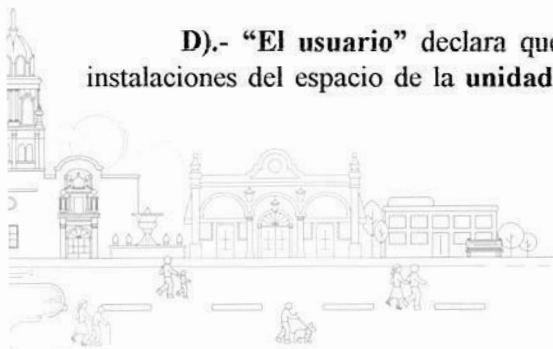 D).- “El usuario” declara que
instalaciones del espacio de la unidad